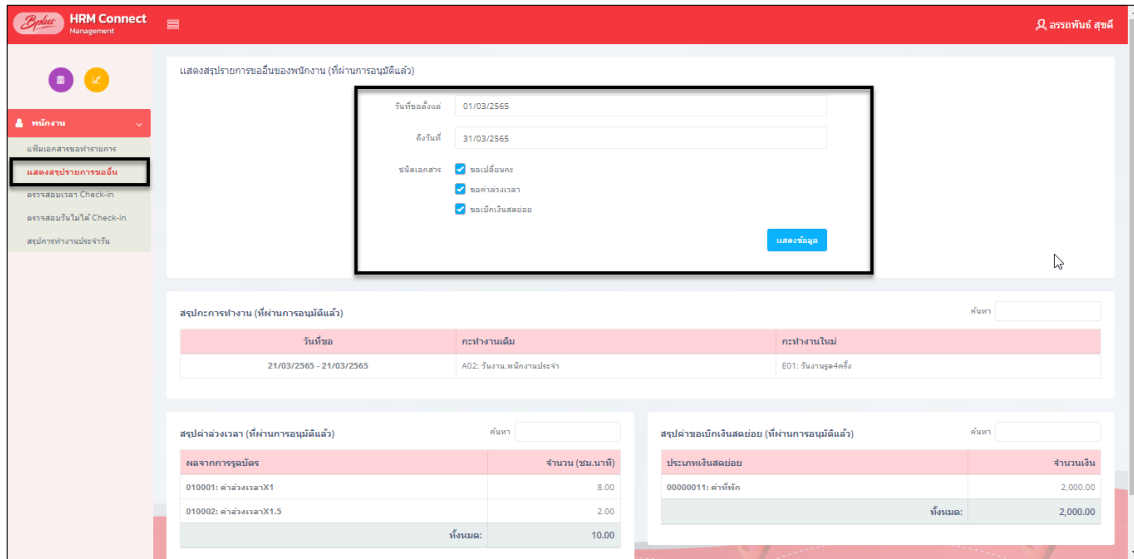 Bplus HRM Connect
Management
อรรถพันธ์ สุขดี
พนักงาน
แฟ้มเอกสารขอทำรายการ
แสดงสรุปรายการขออื่น
ตรวจสอบเวลา Check-in
ตรวจสอบวันไม่ได้ Check-in
สรุปการทำงานประจำวัน
แสดงสรุปรายการขออื่นของพนักงาน (ที่ผ่านการอนุมัติแล้ว)
วันที่ขอตั้งแต่ 01/03/2565
ถึงวันที่ 31/03/2565
ชนิดเอกสาร ขอเปลี่ยนกะ
ขอค่าล่วงเวลา
ขอเบิกเงินสดย่อย
แสดงข้อมูล
สรุปกะการทำงาน (ที่ผ่านการอนุมัติแล้ว) ค้นหา
วันที่ขอ กะทำงานเดิม กะทำงานใหม่
21/03/2565 - 21/03/2565 A02: วันงาน.พนักงานประจำ E01: วันงานรูด4ครั้ง
สรุปค่าล่วงเวลา (ที่ผ่านการอนุมัติแล้ว) ค้นหา
ผลจากการรูดบัตร จำนวน (ชม.นาที)
010001: ค่าล่วงเวลาX1 8.00
010002: ค่าล่วงเวลาX1.5 2.00
ทั้งหมด: 10.00
สรุปค่าขอเบิกเงินสดย่อย (ที่ผ่านการอนุมัติแล้ว) ค้นหา
ประเภทเงินสดย่อย จำนวนเงิน
00000011: ค่าที่พัก 2,000.00
ทั้งหมด: 2,000.00